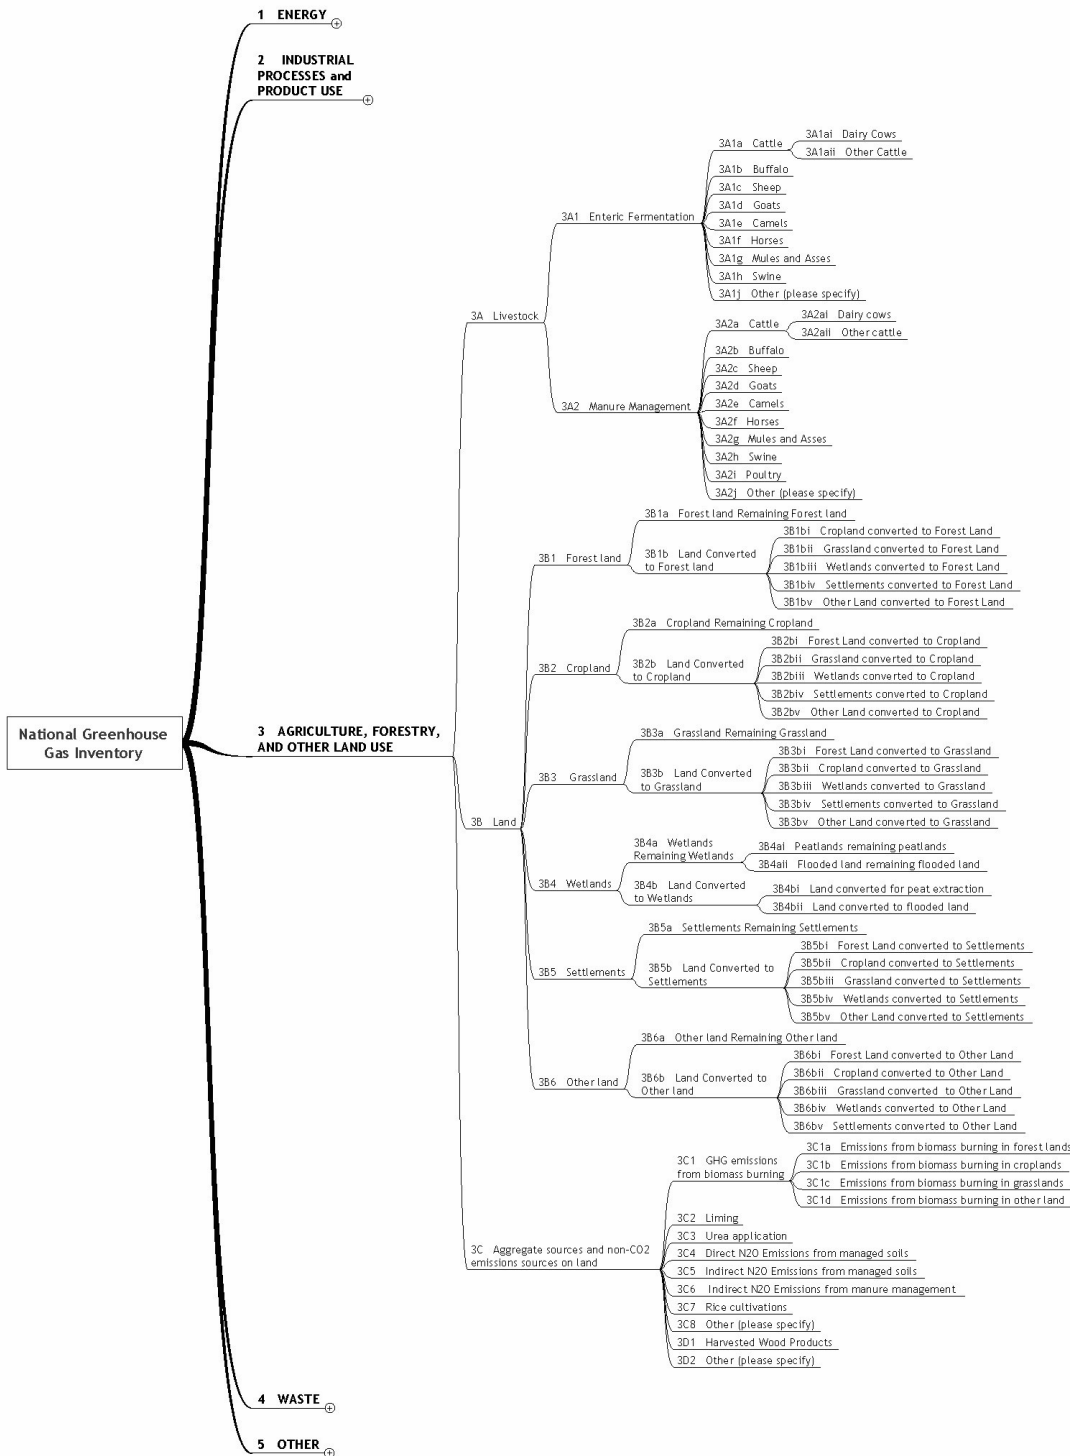 1 ENERGY
2 INDUSTRIAL
PROCESSES and
PRODUCT USE
National Greenhouse
Gas Inventory
3 AGRICULTURE, FORESTRY,
AND OTHER LAND USE
3A Livestock
3A1 Enteric Fermentation
3A1a Cattle
3A1ai Dairy Cows
3A1aii Other Cattle
3A1b Buffalo
3A1c Sheep
3A1d Goats
3A1e Camels
3A1f Horses
3A1g Mules and Asses
3A1h Swine
3A1j Other (please specify)
3A2 Manure Management
3A2a Cattle
3A2ai Dairy cows
3A2aii Other cattle
3A2b Buffalo
3A2c Sheep
3A2d Goats
3A2e Camels
3A2f Horses
3A2g Mules and Asses
3A2h Swine
3A2i Poultry
3A2j Other (please specify)
3B Land
3B1 Forest land
3B1a Forest land Remaining Forest land
3B1b Land Converted
to Forest land
3B1bi Cropland converted to Forest Land
3B1bii Grassland converted to Forest Land
3B1biii Wetlands converted to Forest Land
3B1biv Settlements converted to Forest Land
3B1bv Other Land converted to Forest Land
3B2 Cropland
3B2a Cropland Remaining Cropland
3B2b Land Converted
to Cropland
3B2bi Forest Land converted to Cropland
3B2bii Grassland converted to Cropland
3B2biii Wetlands converted to Cropland
3B2biv Settlements converted to Cropland
3B2bv Other Land converted to Cropland
3B3 Grassland
3B3a Grassland Remaining Grassland
3B3b Land Converted
to Grassland
3B3bi Forest Land converted to Grassland
3B3bii Cropland converted to Grassland
3B3biii Wetlands converted to Grassland
3B3biv Settlements converted to Grassland
3B3bv Other Land converted to Grassland
3B4 Wetlands
3B4a Wetlands
Remaining Wetlands
3B4ai Peatlands remaining peatlands
3B4aii Flooded land remaining flooded land
3B4b Land Converted
to Wetlands
3B4bi Land converted for peat extraction
3B4bii Land converted to flooded land
3B5 Settlements
3B5a Settlements Remaining Settlements
3B5b Land Converted to
Settlements
3B5bi Forest Land converted to Settlements
3B5bii Cropland converted to Settlements
3B5biii Grassland converted to Settlements
3B5biv Wetlands converted to Settlements
3B5bv Other Land converted to Settlements
3B6 Other land
3B6a Other land Remaining Other land
3B6b Land Converted to
Other land
3B6bi Forest Land converted to Other Land
3B6bii Cropland converted to Other Land
3B6biii Grassland converted to Other Land
3B6biv Wetlands converted to Other Land
3B6bv Settlements converted to Other Land
3C Aggregate sources and non-CO2
emissions sources on land
3C1 GHG emissions
from biomass burning
3C1a Emissions from biomass burning in forest lands
3C1b Emissions from biomass burning in croplands
3C1c Emissions from biomass burning in grasslands
3C1d Emissions from biomass burning in other land
3C2 Liming
3C3 Urea application
3C4 Direct N2O Emissions from managed soils
3C5 Indirect N2O Emissions from managed soils
3C6 Indirect N2O Emissions from manure management
3C7 Rice cultivations
3C8 Other (please specify)
3D1 Harvested Wood Products
3D2 Other (please specify)
4 WASTE
5 OTHER